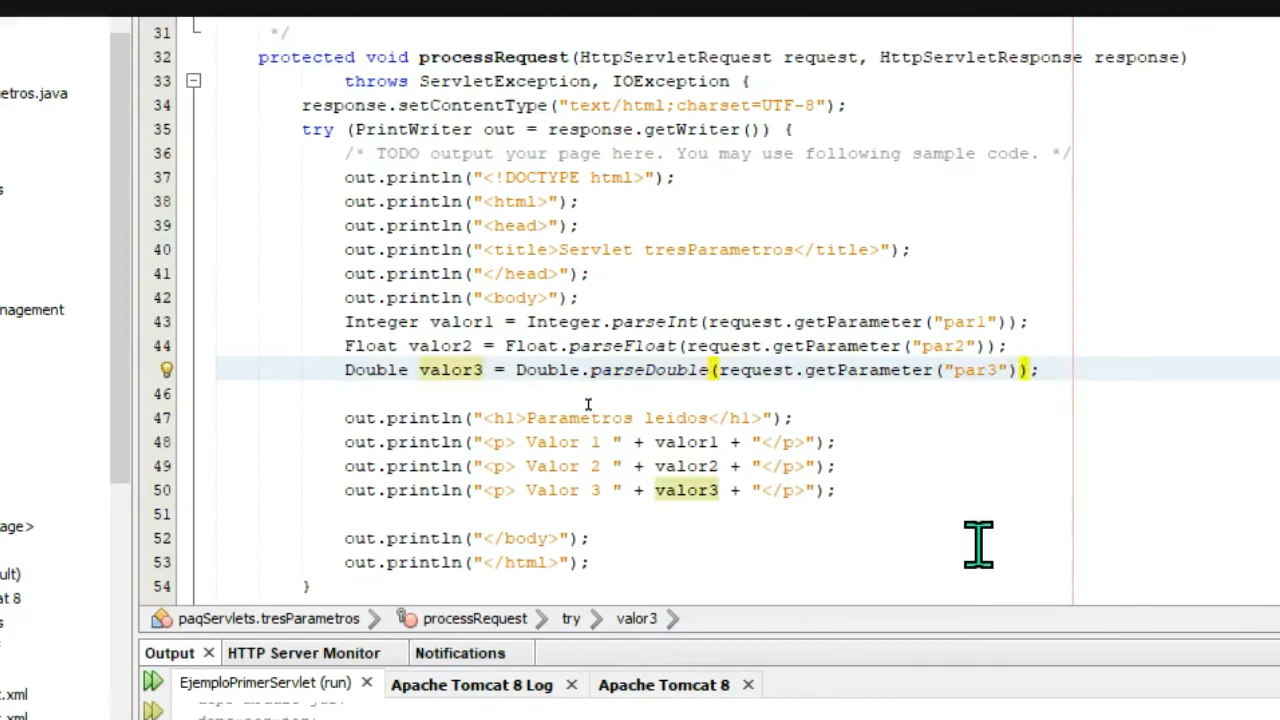 31 */
32 protected void processRequest(HttpServletRequest request, HttpServletResponse response)
33 throws ServletException, IOException {
34 response.setContentType("text/html;charset=UTF-8");
35 try (PrintWriter out = response.getWriter()) {
36 /* TODO output your page here. You may use following sample code. */
etros.java
37 out.println("<!DOCTYPE html>");
s
38 out.println("<html>");
39 out.println("<head>");
40 out.println("<title>Servlet tresParametros</title>");
41 out.println("</head>");
42 out.println("<body>");
nagement
43 Integer valor1 = Integer.parseInt(request.getParameter("par1"));
44 Float valor2 = Float.parseFloat(request.getParameter("par2"));
Double valor3 = Double.parseDouble(request.getParameter("par3"));
46
47 out.println("<h1>Parametros leidos</h1>");
48 out.println("<p> Valor 1 " + valor1 + "</p>");
49 out.println("<p> Valor 2 " + valor2 + "</p>");
50 out.println("<p> Valor 3 " + valor3 + "</p>");
51
age>
52 out.println("</body>");
53 out.println("</html>");
ult)
54 }
at 8
s
paqServlets.tresParametros processRequest try valor3
Output HTTP Server Monitor Notifications
EjemploPrimerServlet (run) Apache Tomcat 8 Log Apache Tomcat 8
.xml